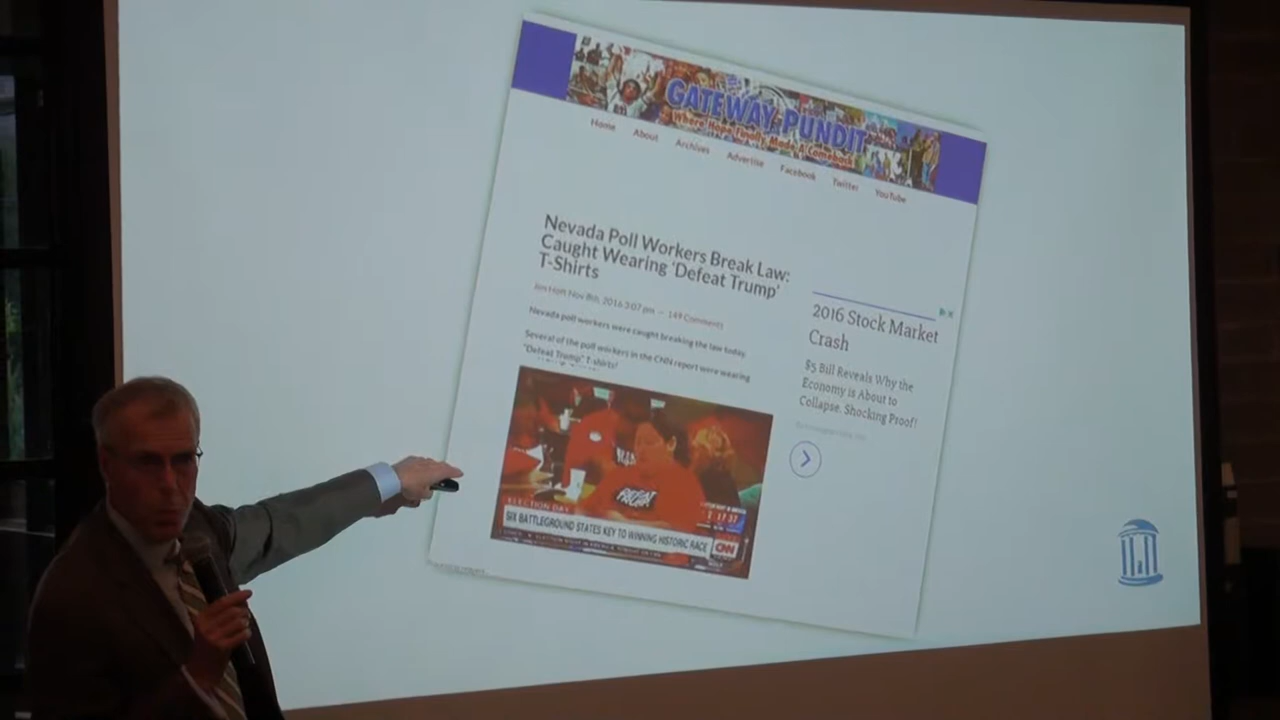 GATEWAY PUNDIT
Where Hope Finally Made A Comeback
Home About Archives Advertise Facebook Twitter YouTube
Nevada Poll Workers Break Law:
Caught Wearing 'Defeat Trump'
T-Shirts
Jim Hoft Nov 8th, 2016 3:07 pm — 149 Comments
Nevada poll workers were caught breaking the law today.
Several of the poll workers in the CNN report were wearing
"Defeat Trump" T-shirts!
DEFEAT
TRUMP
ELECTION DAY
SIX BATTLEGROUND STATES KEY TO WINNING HISTORIC RACE
CNN
2016 Stock Market
Crash
$5 Bill Reveals Why the
Economy is About to
Collapse. Shocking Proof!